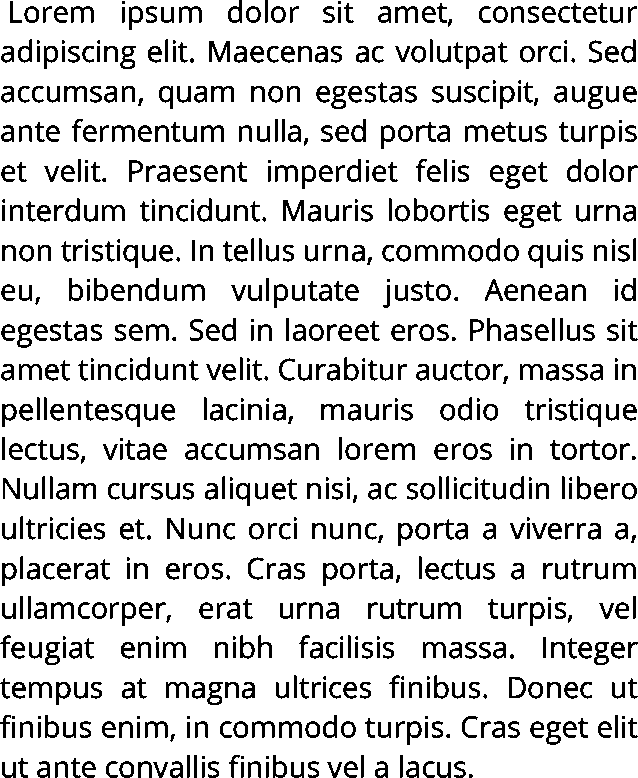 Lorem ipsum dolor sit amet, consectetur
adipiscing elit. Maecenas ac volutpat orci. Sed
accumsan, quam non egestas suscipit, augue
ante fermentum nulla, sed porta metus turpis
et velit. Praesent imperdiet felis eget dolor
interdum tincidunt. Mauris lobortis eget urna
non tristique. In tellus urna, commodo quis nisl
eu, bibendum vulputate justo. Aenean id
egestas sem. Sed in laoreet eros. Phasellus sit
amet tincidunt velit. Curabitur auctor, massa in
pellentesque lacinia, mauris odio tristique
lectus, vitae accumsan lorem eros in tortor.
Nullam cursus aliquet nisi, ac sollicitudin libero
ultricies et. Nunc orci nunc, porta a viverra a,
placerat in eros. Cras porta, lectus a rutrum
ullamcorper, erat urna rutrum turpis, vel
feugiat enim nibh facilisis massa. Integer
tempus at magna ultrices finibus. Donec ut
finibus enim, in commodo turpis. Cras eget elit
ut ante convallis finibus vel a lacus.